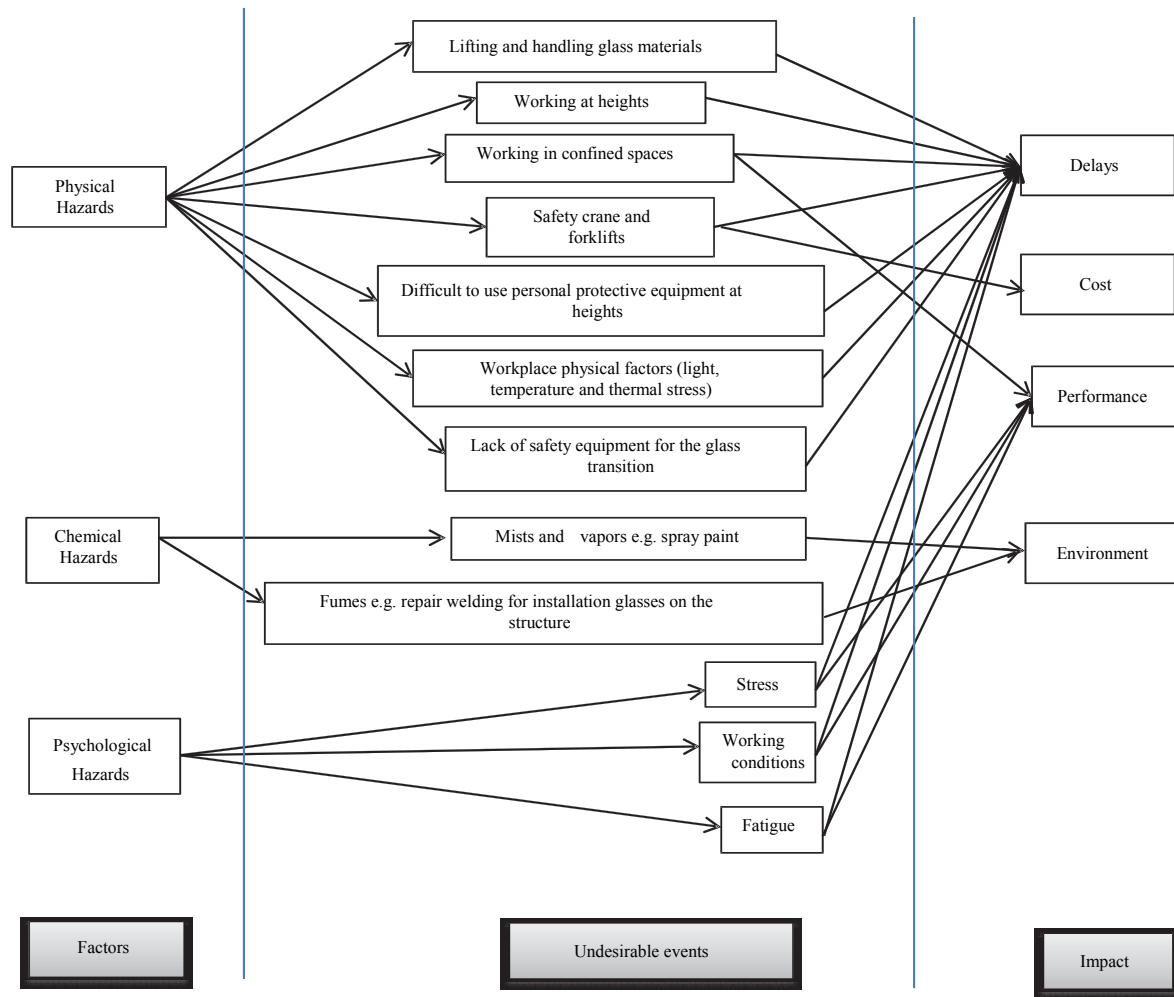 Lifting and handling glass materials
Working at heights
Working in confined spaces
Physical
Hazards
Safety crane and
forklifts
Difficult to use personal protective equipment at
heights
Workplace physical factors (light,
temperature and thermal stress)
Lack of safety equipment for the glass
transition
Delays
Cost
Performance
Chemical
Hazards
Mists and vapors e.g. spray paint
Fumes e.g. repair welding for installation glasses on the
structure
Environment
Psychological
Hazards
Stress
Working
conditions
Fatigue
Factors
Undesirable events
Impact